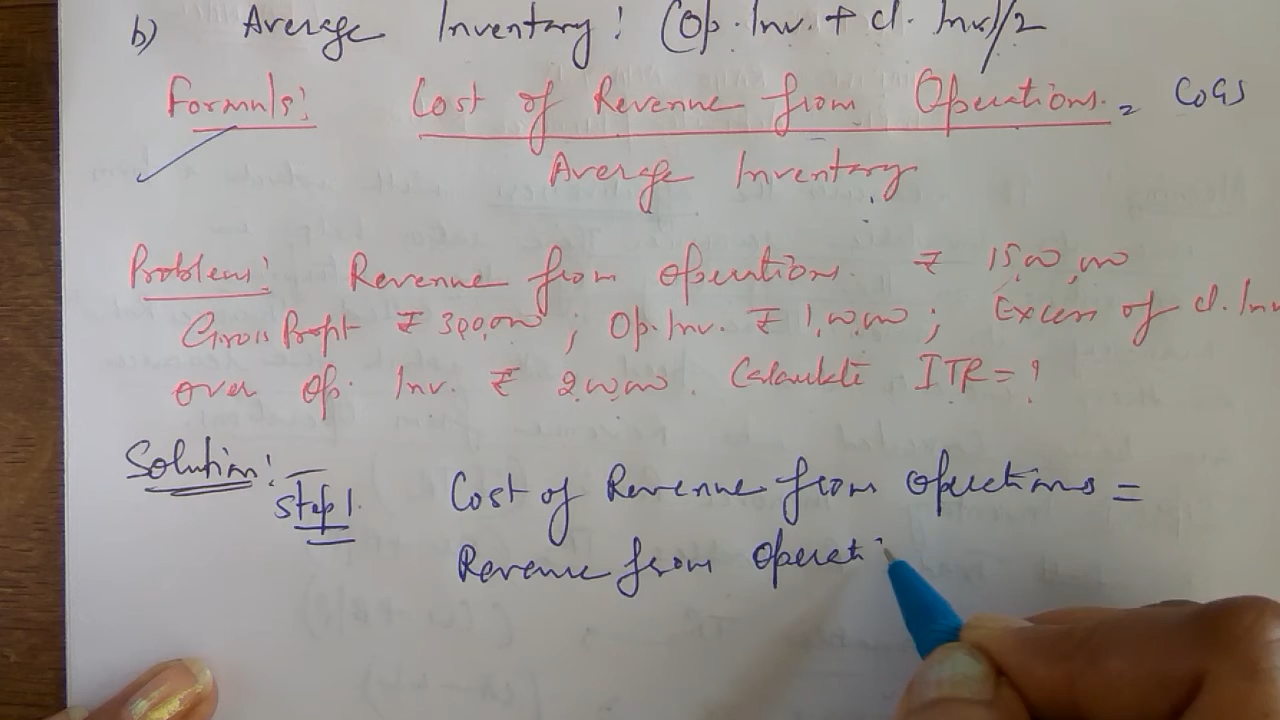 b) Average Inventory: (Op. Inv. + cl. Inv.)/2
Formula: Cost of Revenue from Operations = COGS
Average Inventory
Problem: Revenue from operations. ₹ 15,00,000
Gross Profit ₹ 3,00,000 ; Op. Inv. ₹ 1,00,000 ; Excess of cl. Inv
over op. Inv. ₹ 2,00,000. Calculate ITR = ?
Solution: Step 1. Cost of Revenue from operations =
Revenue from operati